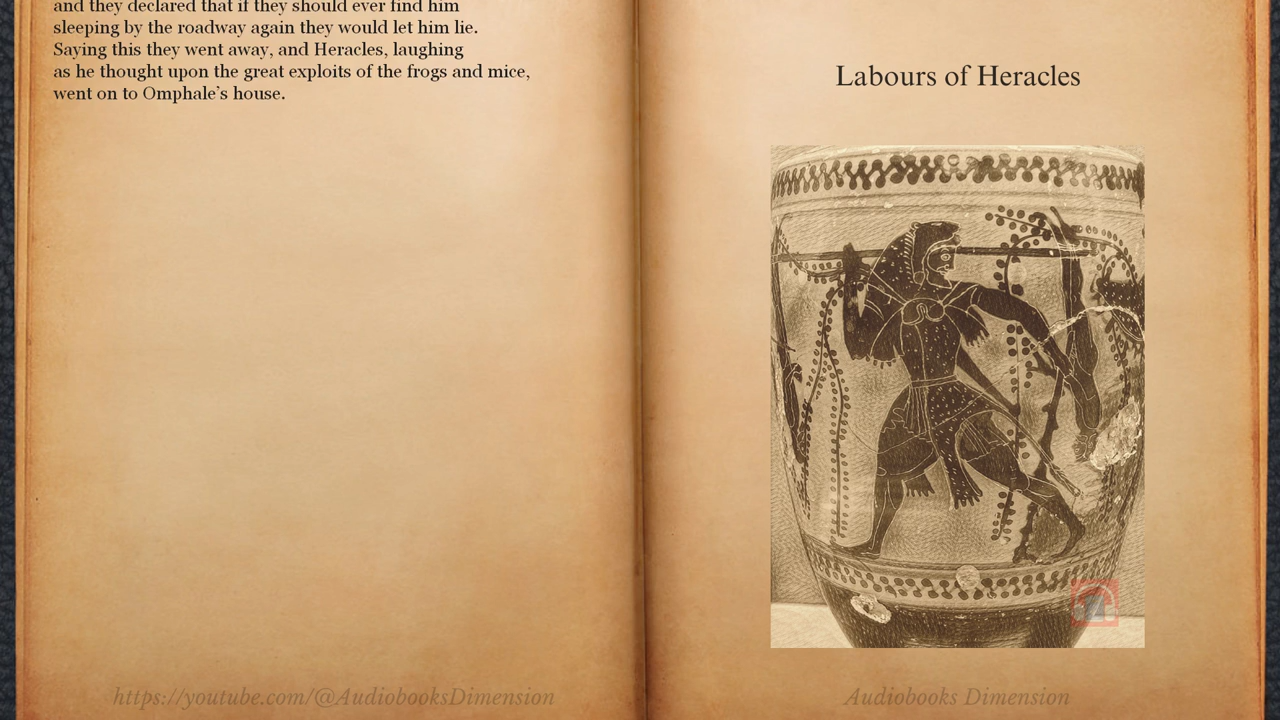 and they declared that if they should ever find him
sleeping by the roadway again they would let him lie.
Saying this they went away, and Heracles, laughing
as he thought upon the great exploits of the frogs and mice,
went on to Omphale’s house.
Labours of Heracles
https://youtube.com/@AudiobooksDimension
Audiobooks Dimension